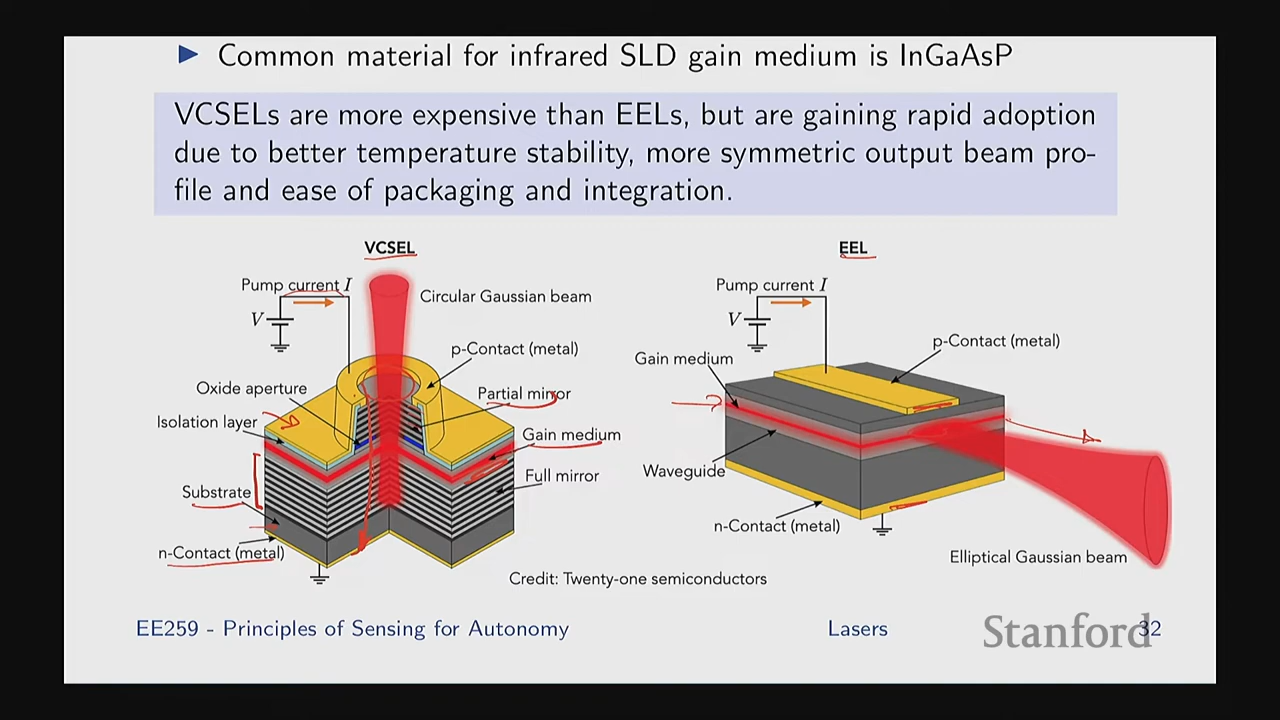 ► Common material for infrared SLD gain medium is InGaAsP
VCSELs are more expensive than EELs, but are gaining rapid adoption
due to better temperature stability, more symmetric output beam pro-
file and ease of packaging and integration.
VCSEL
Pump current I
V
Circular Gaussian beam
p-Contact (metal)
Oxide aperture
Partial mirror
Isolation layer
Gain medium
Full mirror
Substrate
n-Contact (metal)
EEL
Pump current I
V
p-Contact (metal)
Gain medium
Waveguide
n-Contact (metal)
Elliptical Gaussian beam
Credit: Twenty-one semiconductors
EE259 - Principles of Sensing for Autonomy
Lasers
Stanford
32